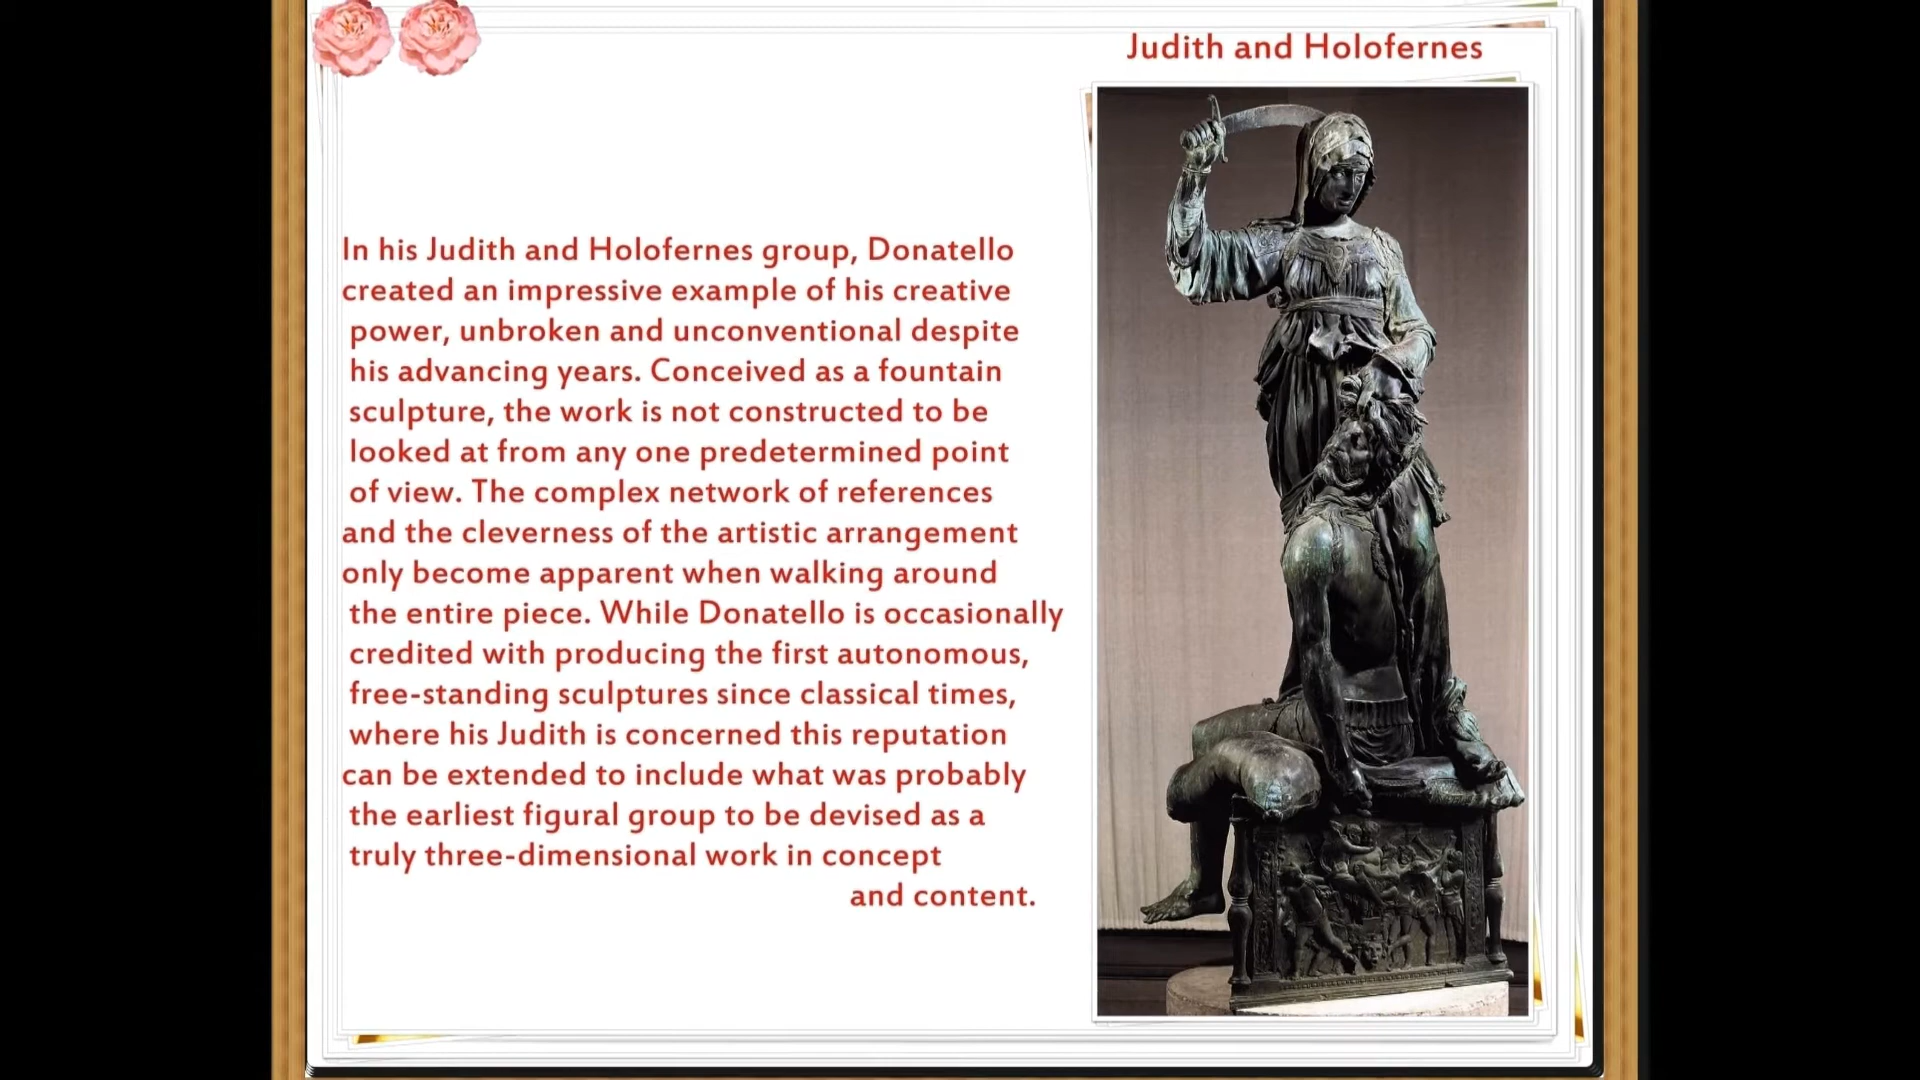 Judith and Holofernes
In his Judith and Holofernes group, Donatello
created an impressive example of his creative
power, unbroken and unconventional despite
his advancing years. Conceived as a fountain
sculpture, the work is not constructed to be
looked at from any one predetermined point
of view. The complex network of references
and the cleverness of the artistic arrangement
only become apparent when walking around
the entire piece. While Donatello is occasionally
credited with producing the first autonomous,
free-standing sculptures since classical times,
where his Judith is concerned this reputation
can be extended to include what was probably
the earliest figural group to be devised as a
truly three-dimensional work in concept
and content.